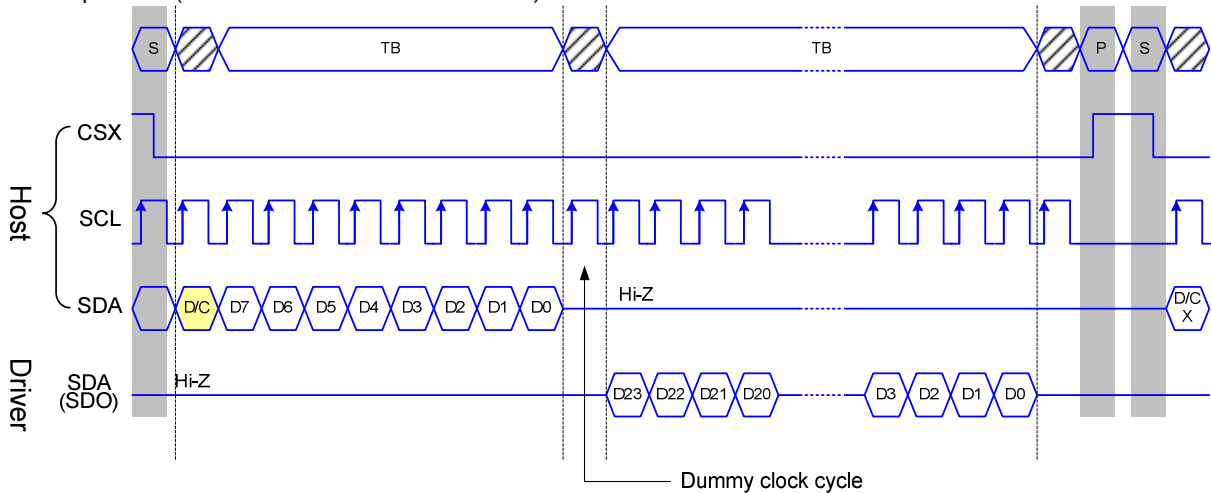 S TB TB P S
CSX
SCL
Host
SDA D/C D7 D6 D5 D4 D3 D2 D1 D0 Hi-Z D/C
X
Driver
SDA
(SDO) Hi-Z D23 D22 D21 D20 D3 D2 D1 D0
Dummy clock cycle